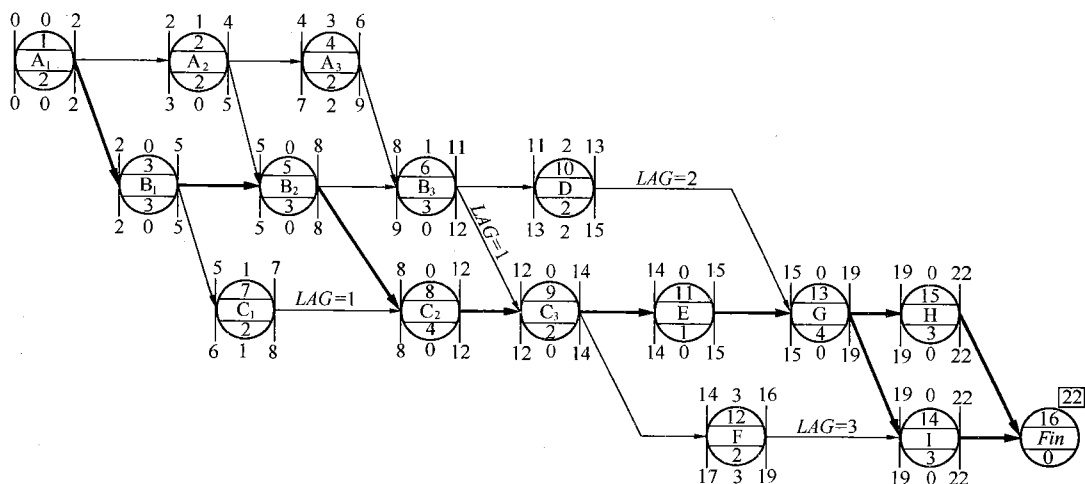 0 0 2 2 1 4 4 3 6
1 2 4
A₁ A₂ A₃
2 2 2
0 0 2 3 0 5 7 2 9
2 0 5 5 0 8 8 1 11 11 2 13
3 5 6 10 LAG=2
B₁ B₂ B₃ D
3 3 3 2
2 0 5 5 0 8 9 0 12 13 2 15
LAG=1
5 1 7 8 0 12 12 0 14 14 0 15 15 0 19 19 0 22
7 LAG=1 8 9 11 13 15
C₁ C₂ C₃ E G H
2 4 2 1 4 3
6 1 8 8 0 12 12 0 14 14 0 15 15 0 19 19 0 22
14 3 16 19 0 22 22
12 LAG=3 14 16
F I Fin
2 3 0
17 3 19 19 0 22